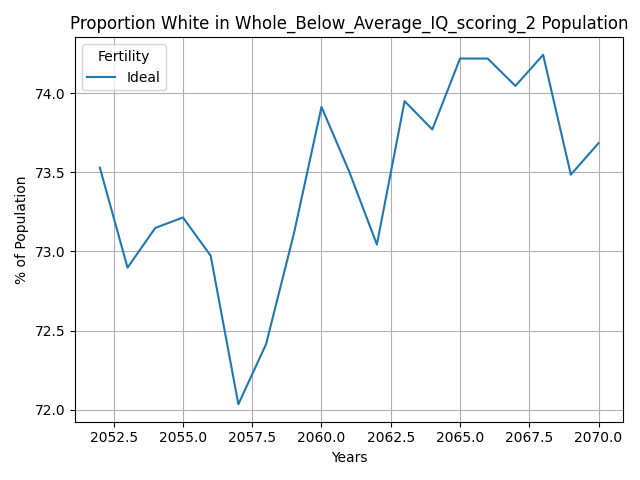 Proportion White in Whole_Below_Average_IQ_scoring_2 Population
Fertility
Ideal
74.0
73.5
73.0
72.5
72.0
% of Population
2052.5 2055.0 2057.5 2060.0 2062.5 2065.0 2067.5 2070.0
Years